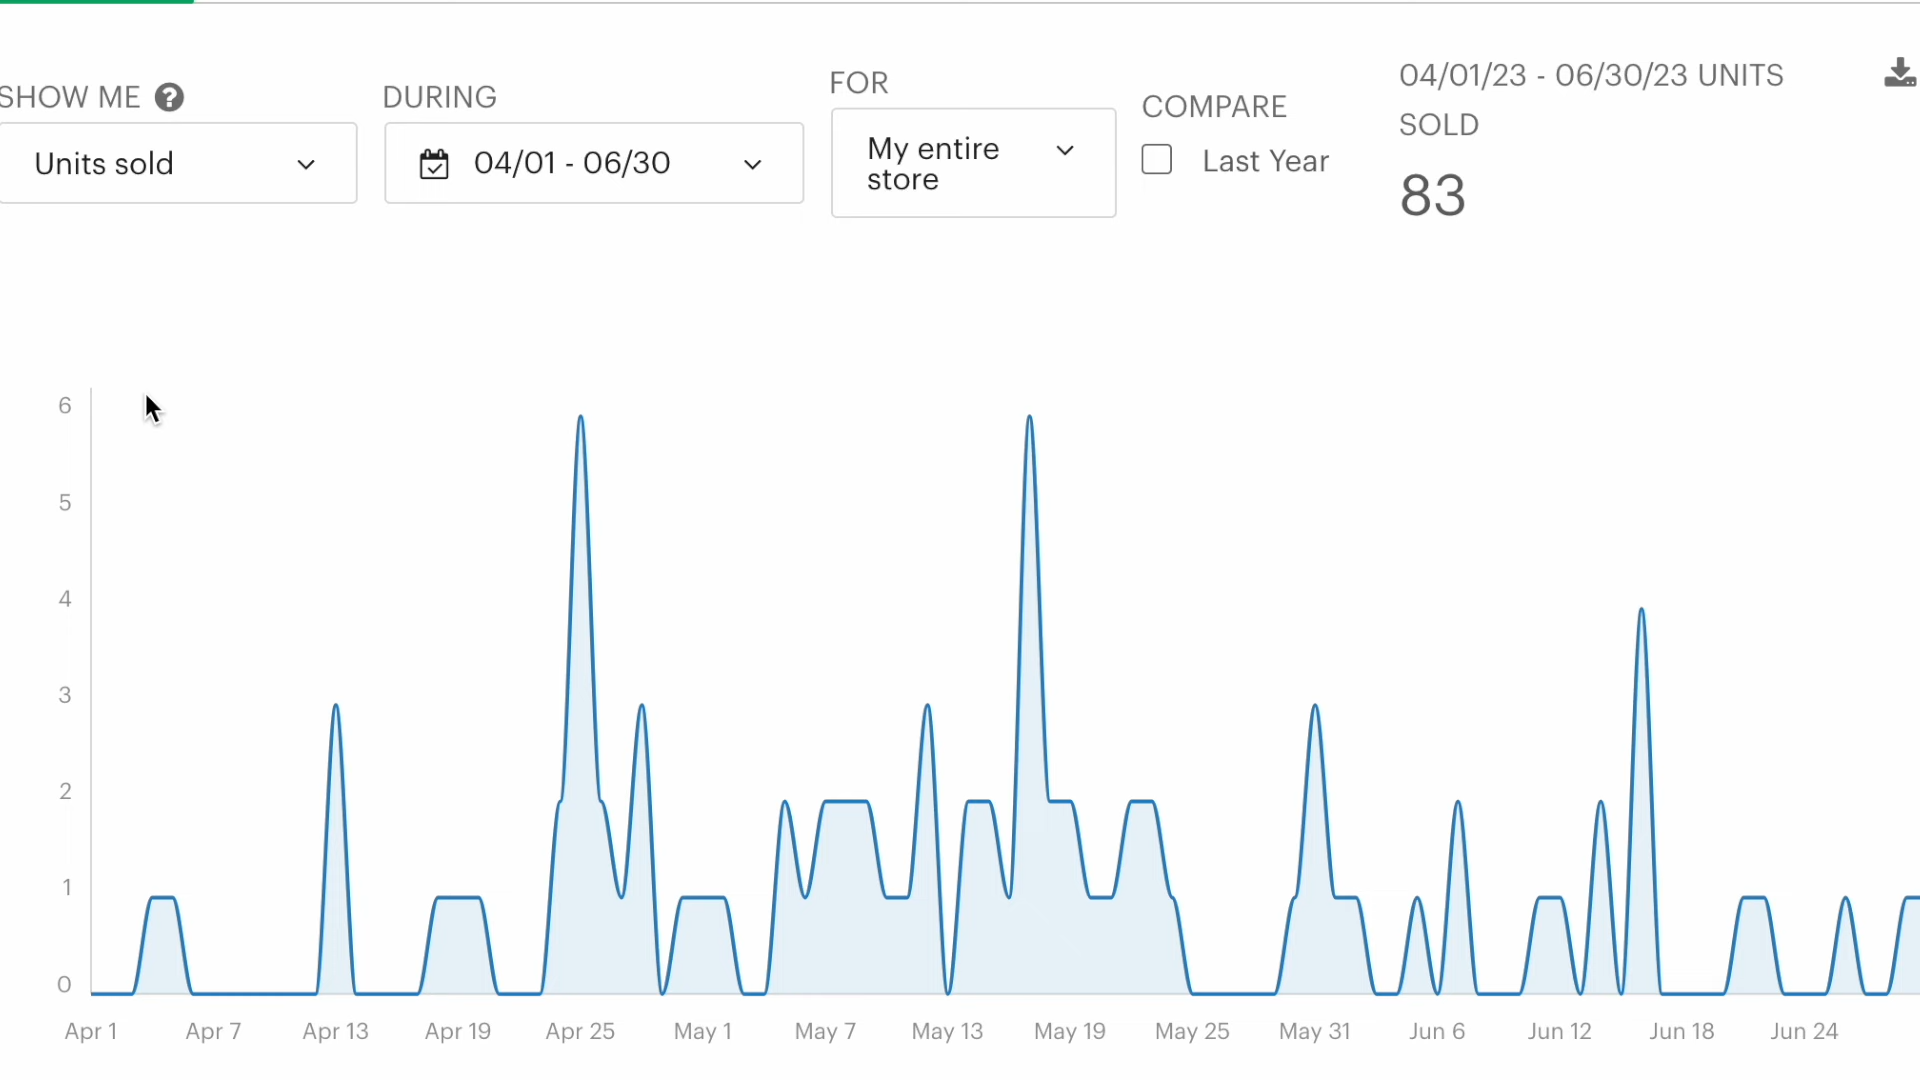 SHOW ME
Units sold
DURING
04/01 - 06/30
FOR
My entire
store
COMPARE
Last Year
04/01/23 - 06/30/23 UNITS
SOLD
83
6
5
4
3
2
1
0
Apr 1 Apr 7 Apr 13 Apr 19 Apr 25 May 1 May 7 May 13 May 19 May 25 May 31 Jun 6 Jun 12 Jun 18 Jun 24